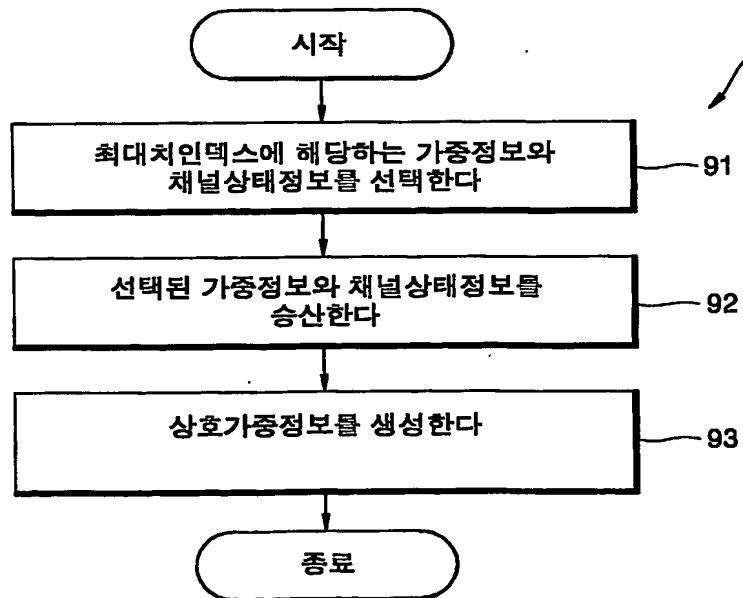 시작
최대치인덱스에 해당하는 가중정보와
채널상태정보를 선택한다
91
선택된 가중정보와 채널상태정보를
승산한다
92
상호가중정보를 생성한다
93
종료